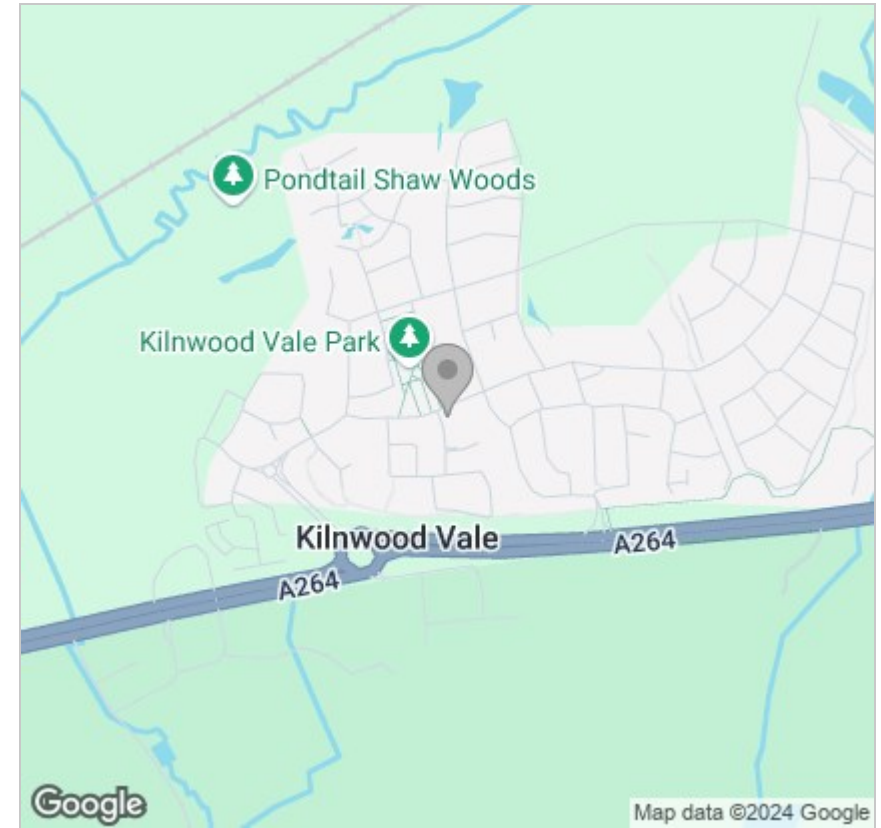 Pondtail Shaw Woods
Kilnwood Vale Park
Kilnwood Vale
A264
A264
Google
Map data ©2024 Google